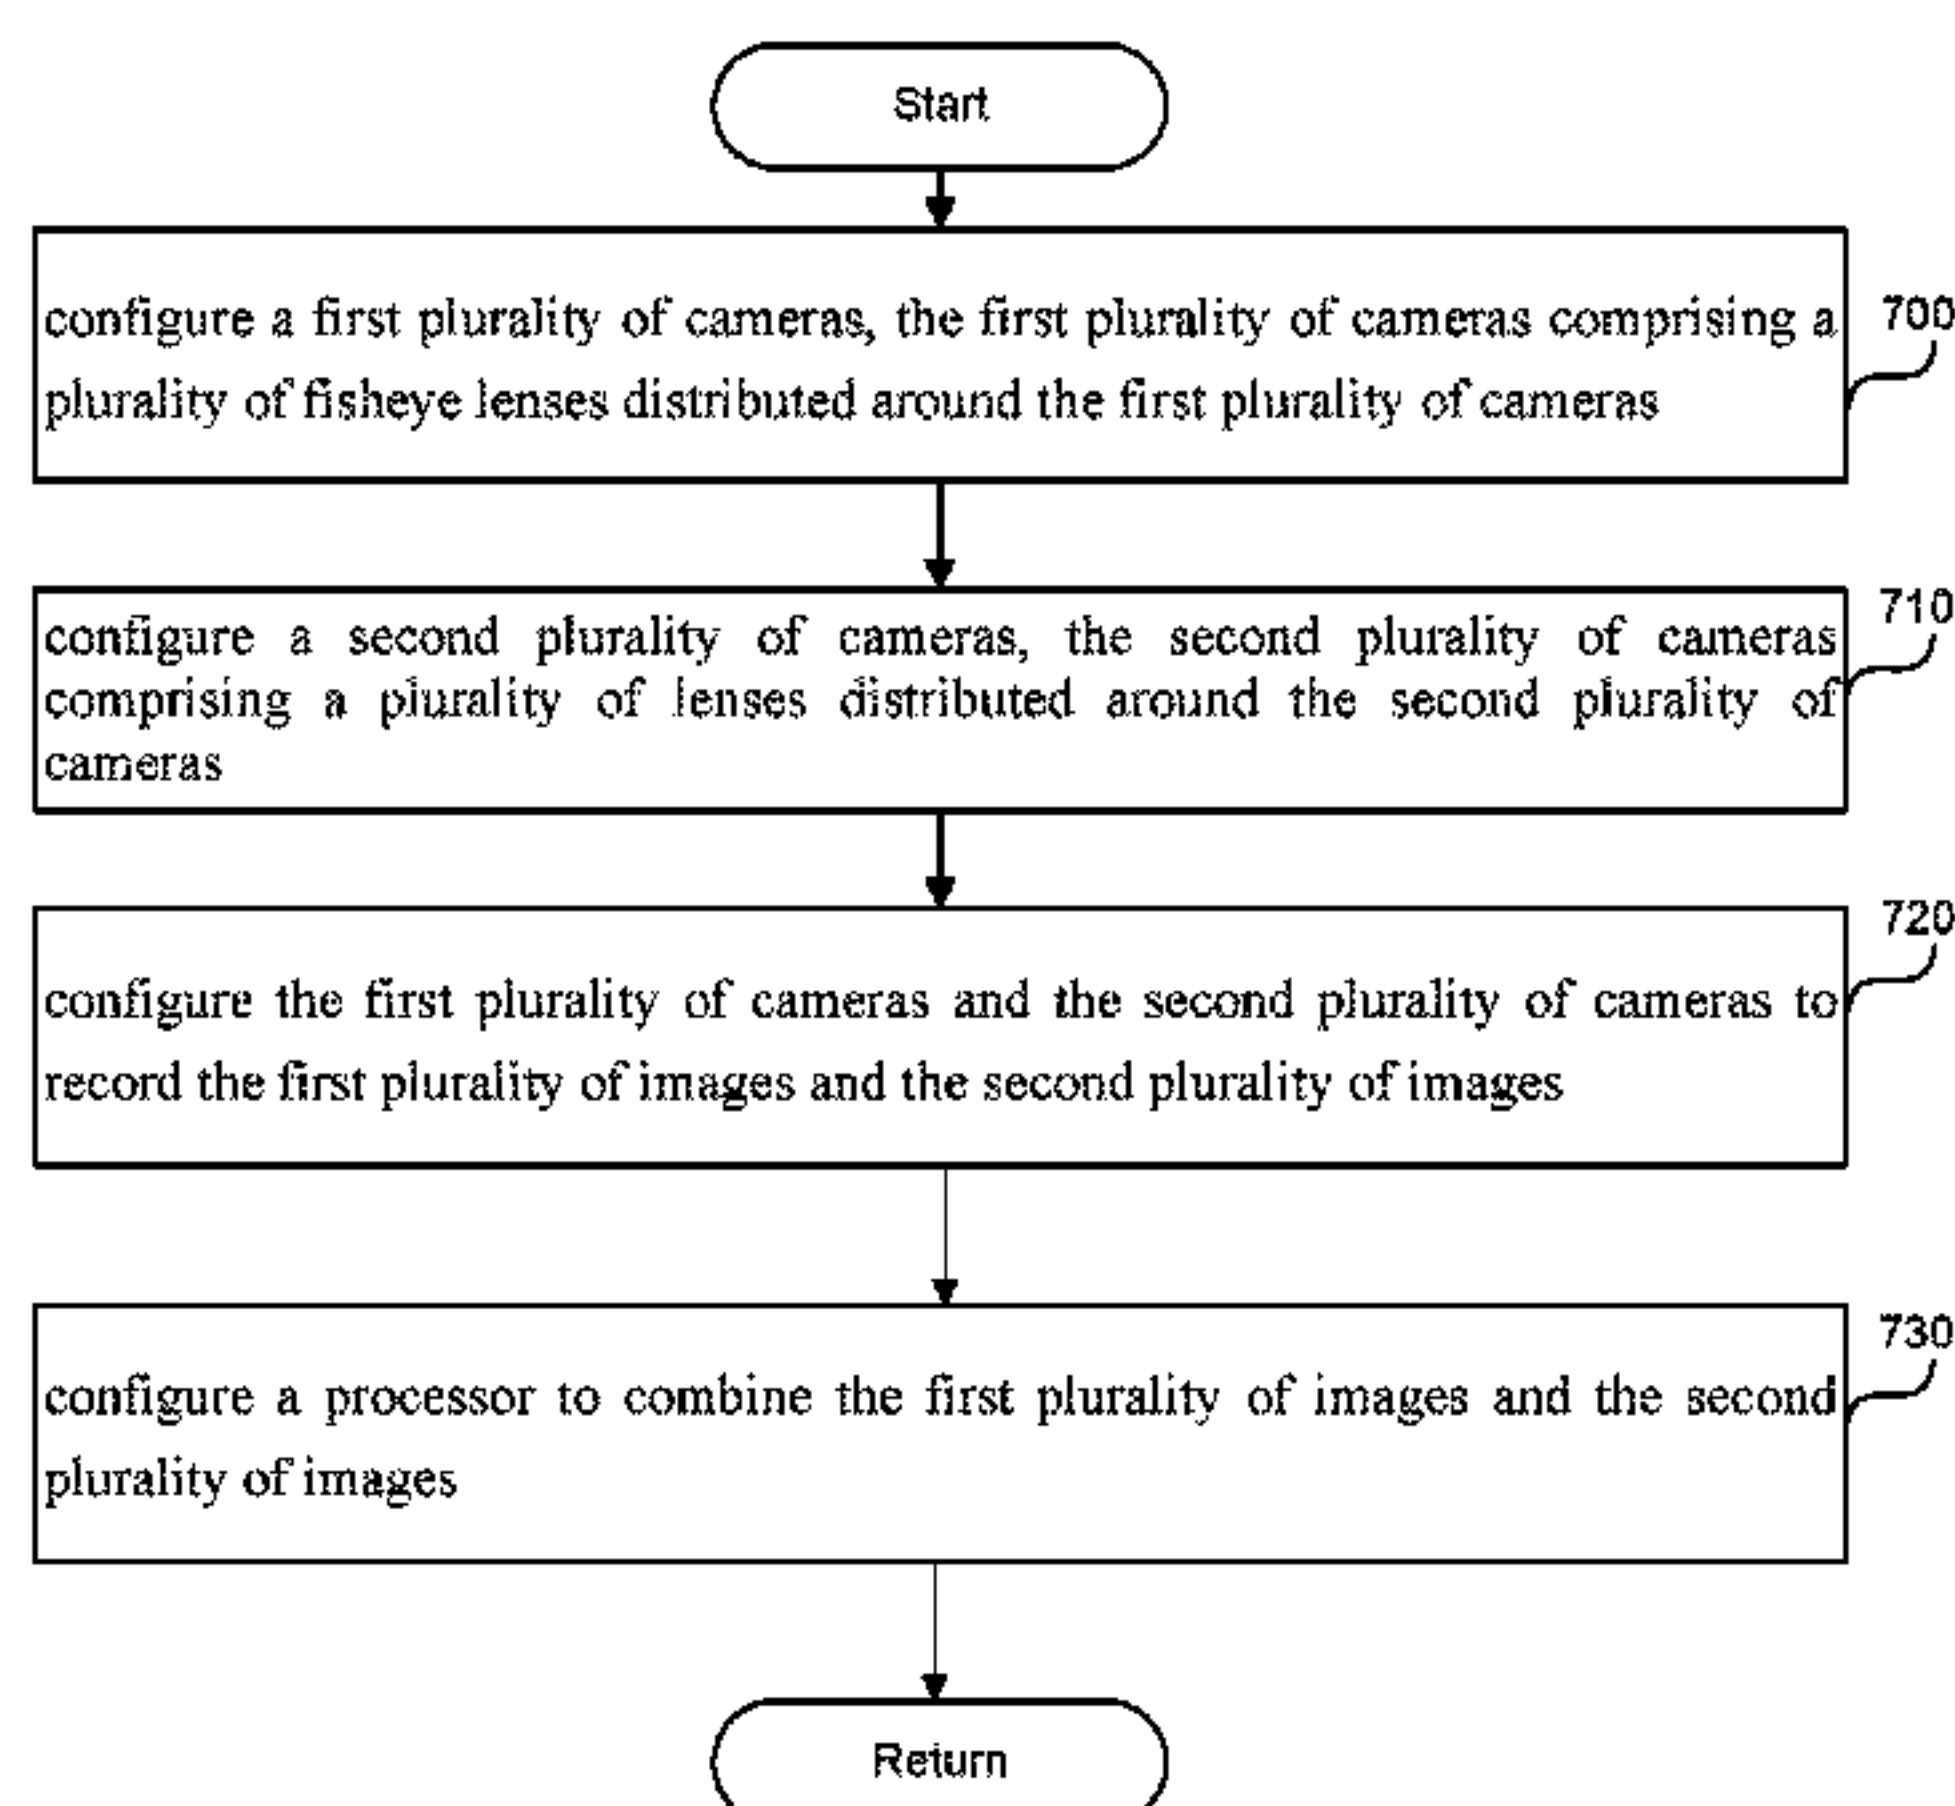 Start
configure a first plurality of cameras, the first plurality of cameras comprising a
plurality of fisheye lenses distributed around the first plurality of cameras
700
configure a second plurality of cameras, the second plurality of cameras
comprising a plurality of lenses distributed around the second plurality of
cameras
710
configure the first plurality of cameras and the second plurality of cameras to
record the first plurality of images and the second plurality of images
720
configure a processor to combine the first plurality of images and the second
plurality of images
730
Return